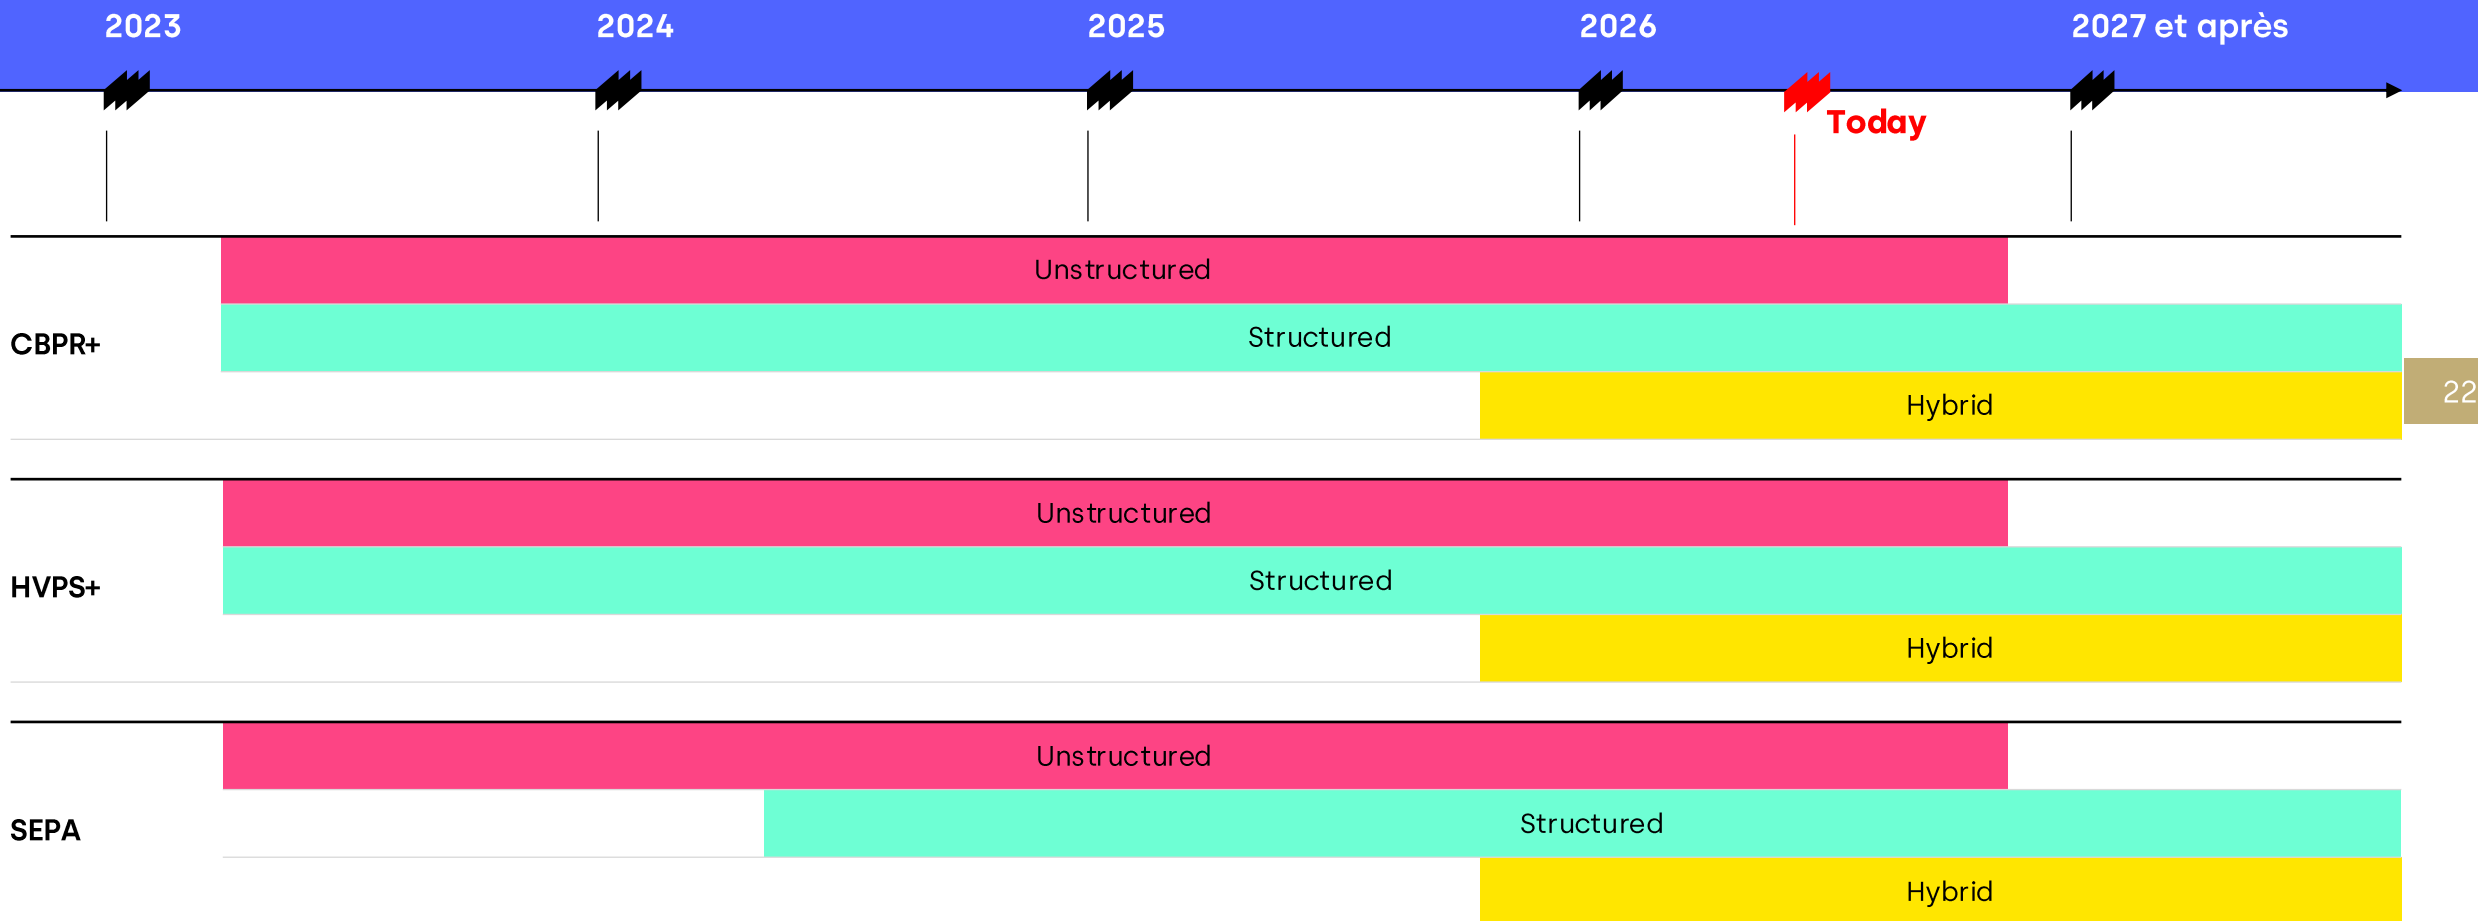 2023 2024 2025 2026 2027 et après
Today
Unstructured
CBPR+
Structured
Hybrid
22
Unstructured
HVPS+
Structured
Hybrid
Unstructured
SEPA
Structured
Hybrid